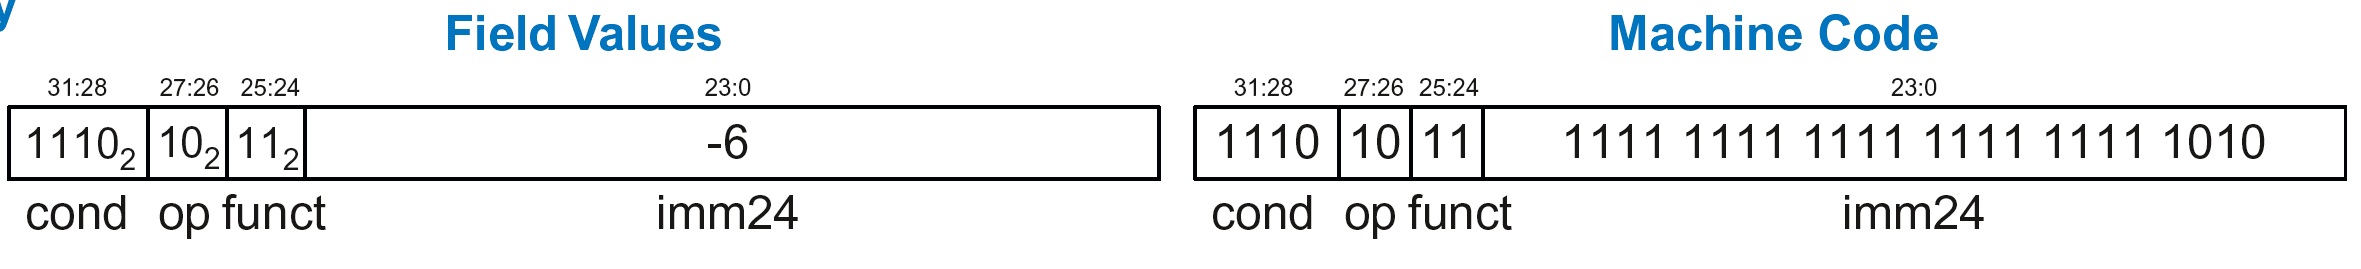 y
Field Values Machine Code
31:28 27:26 25:24 23:0 31:28 27:26 25:24 23:0
1110₂ 10₂ 11₂ -6 1110 10 11 1111 1111 1111 1111 1111 1010
cond op funct imm24 cond op funct imm24